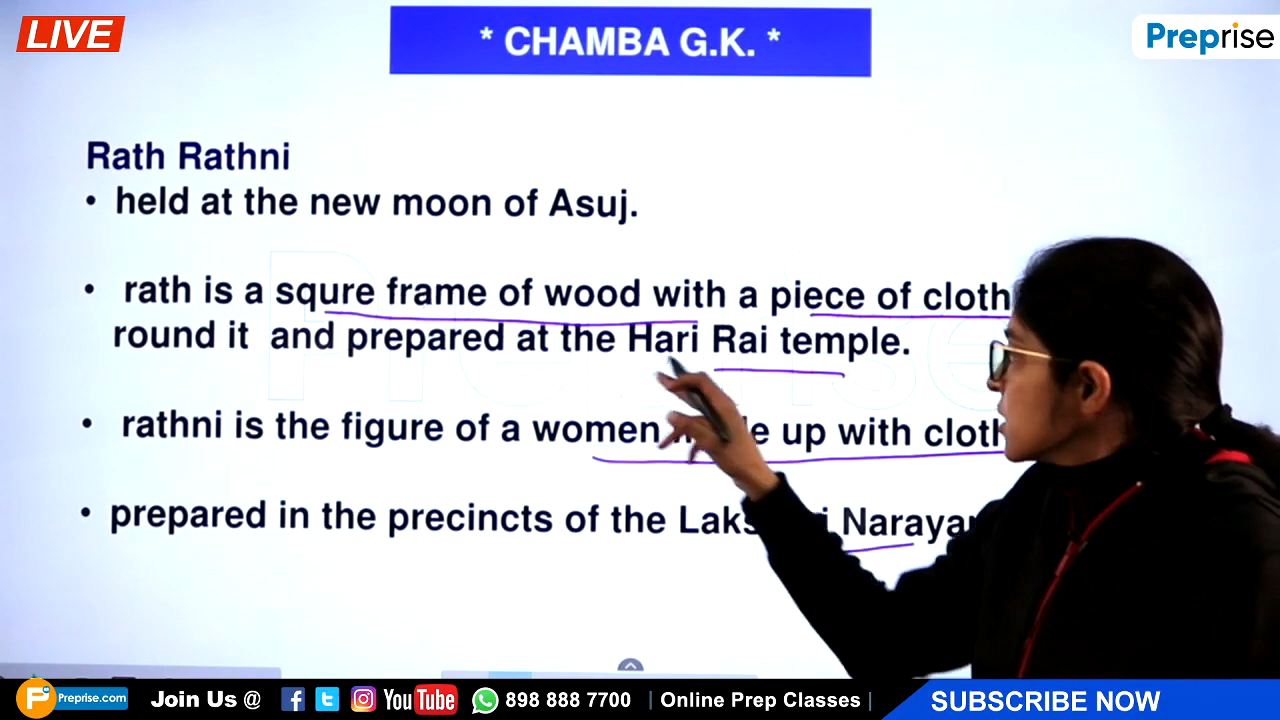 LIVE
* CHAMBA G.K. *
Preprise
Rath Rathni
• held at the new moon of Asuj.
• rath is a squre frame of wood with a piece of cloth
round it and prepared at the Hari Rai temple.
• rathni is the figure of a women up with cloth
• prepared in the precincts of the
Preprise.com Join Us @ YouTube 898 888 7700 | Online Prep Classes | SUBSCRIBE NOW